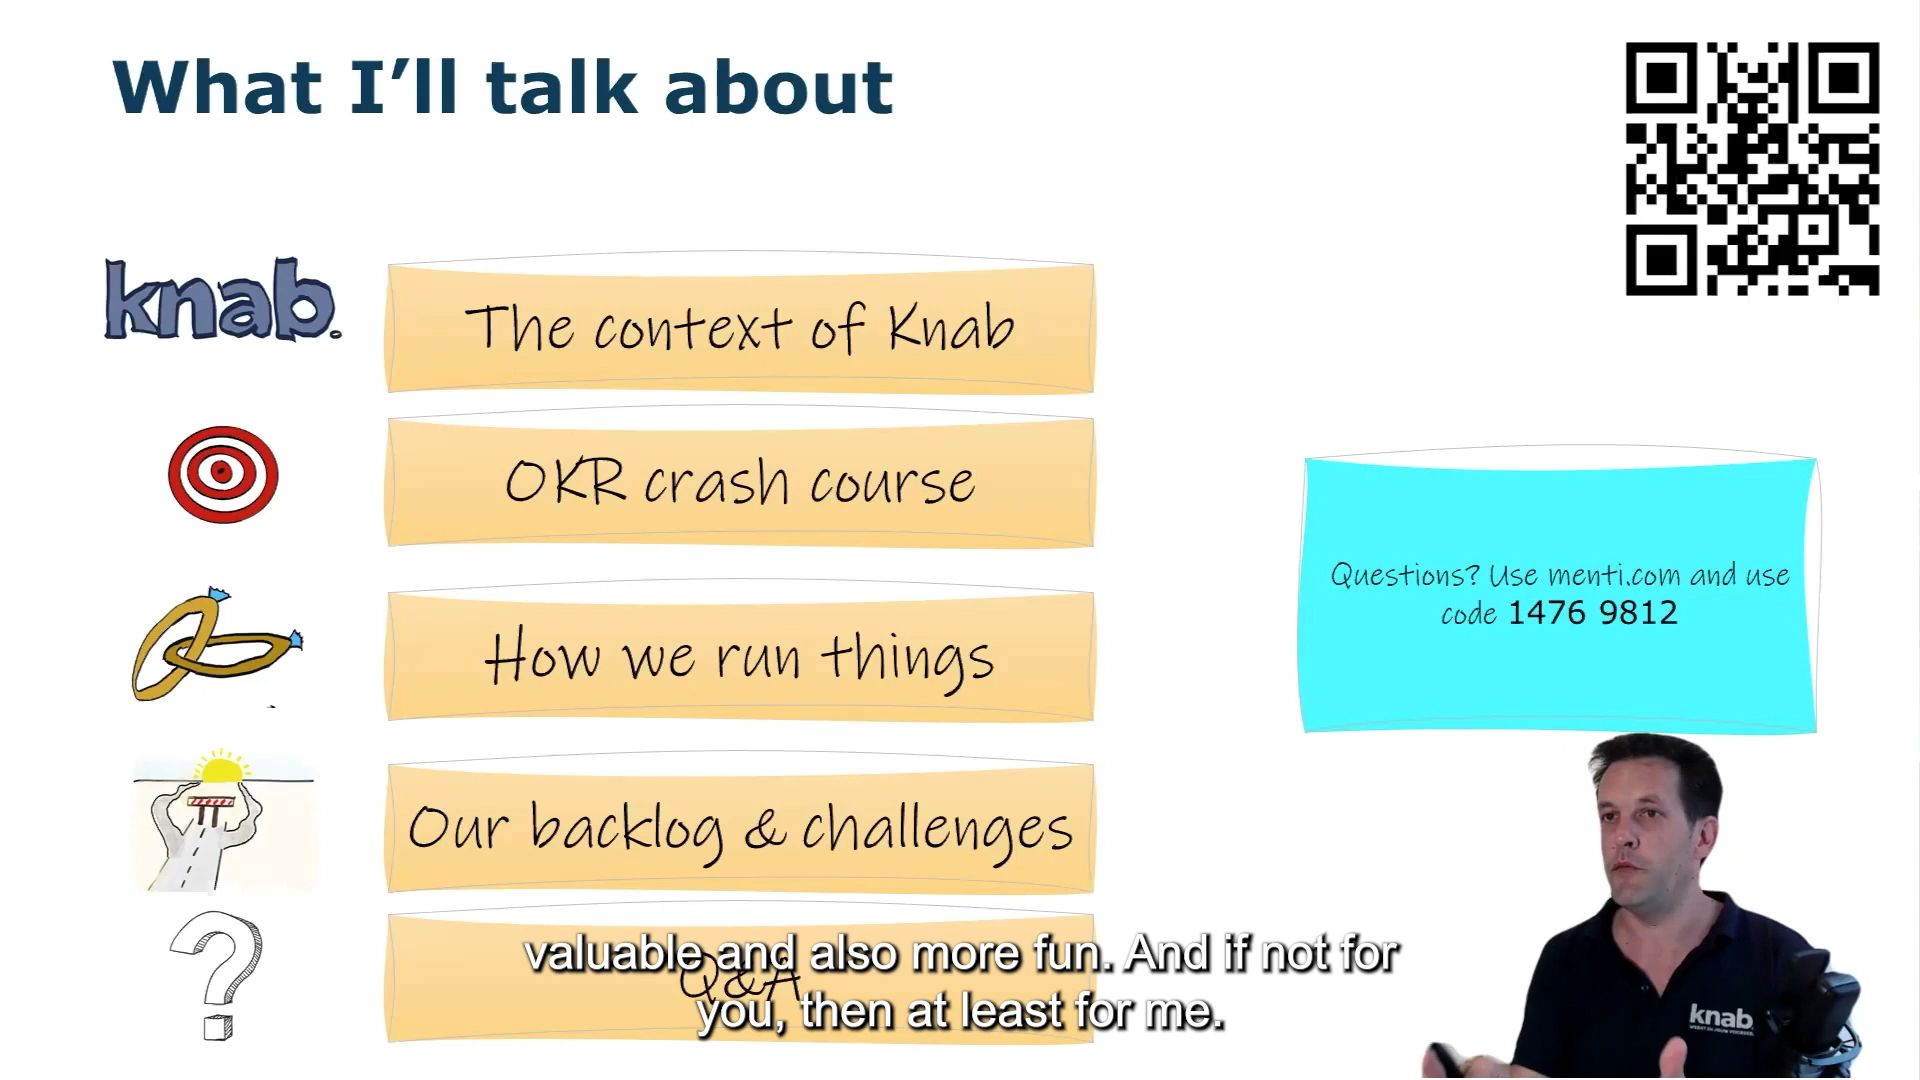 What I'll talk about
knab.
The context of Knab
OKR crash course
How we run things
Our backlog & challenges
Q&A
Questions? Use menti.com and use
code 1476 9812
valuable and also more fun. And if not for
you, then at least for me.
knab.